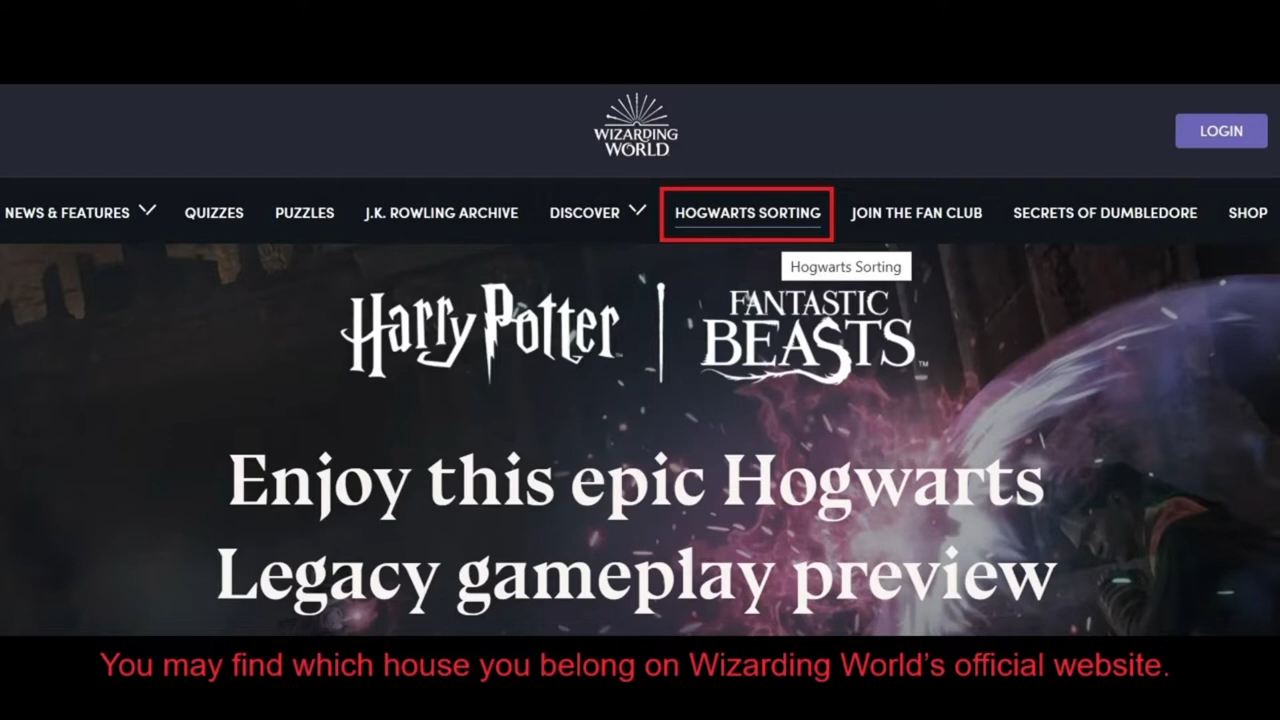 WIZARDING
WORLD
LOGIN
NEWS & FEATURES QUIZZES PUZZLES J.K. ROWLING ARCHIVE DISCOVER HOGWARTS SORTING JOIN THE FAN CLUB SECRETS OF DUMBLEDORE SHOP
Hogwarts Sorting
Harry Potter™ | FANTASTIC
BEASTS™
Enjoy this epic Hogwarts
Legacy gameplay preview
You may find which house you belong on Wizarding World's official website.